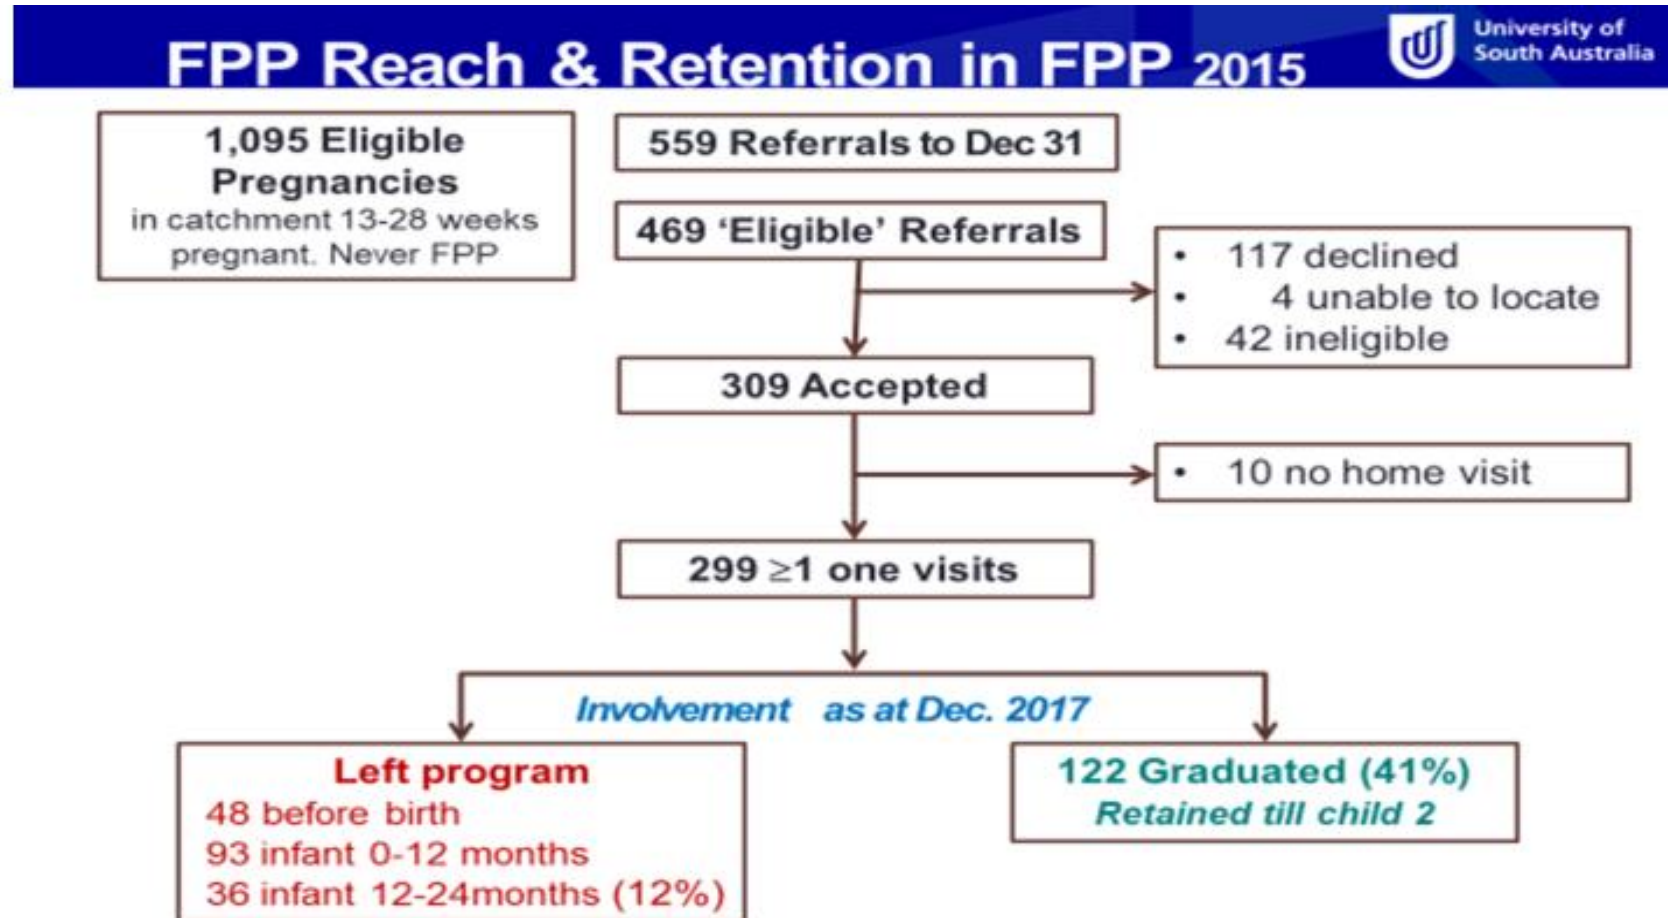 FPP Reach & Retention in FPP 2015
University of
South Australia
1,095 Eligible
Pregnancies
in catchment 13-28 weeks
pregnant. Never FPP
559 Referrals to Dec 31
469 ‘Eligible’ Referrals
• 117 declined
• 4 unable to locate
• 42 ineligible
309 Accepted
• 10 no home visit
299 ≥1 one visits
Involvement as at Dec. 2017
Left program
48 before birth
93 infant 0-12 months
36 infant 12-24months (12%)
122 Graduated (41%)
Retained till child 2